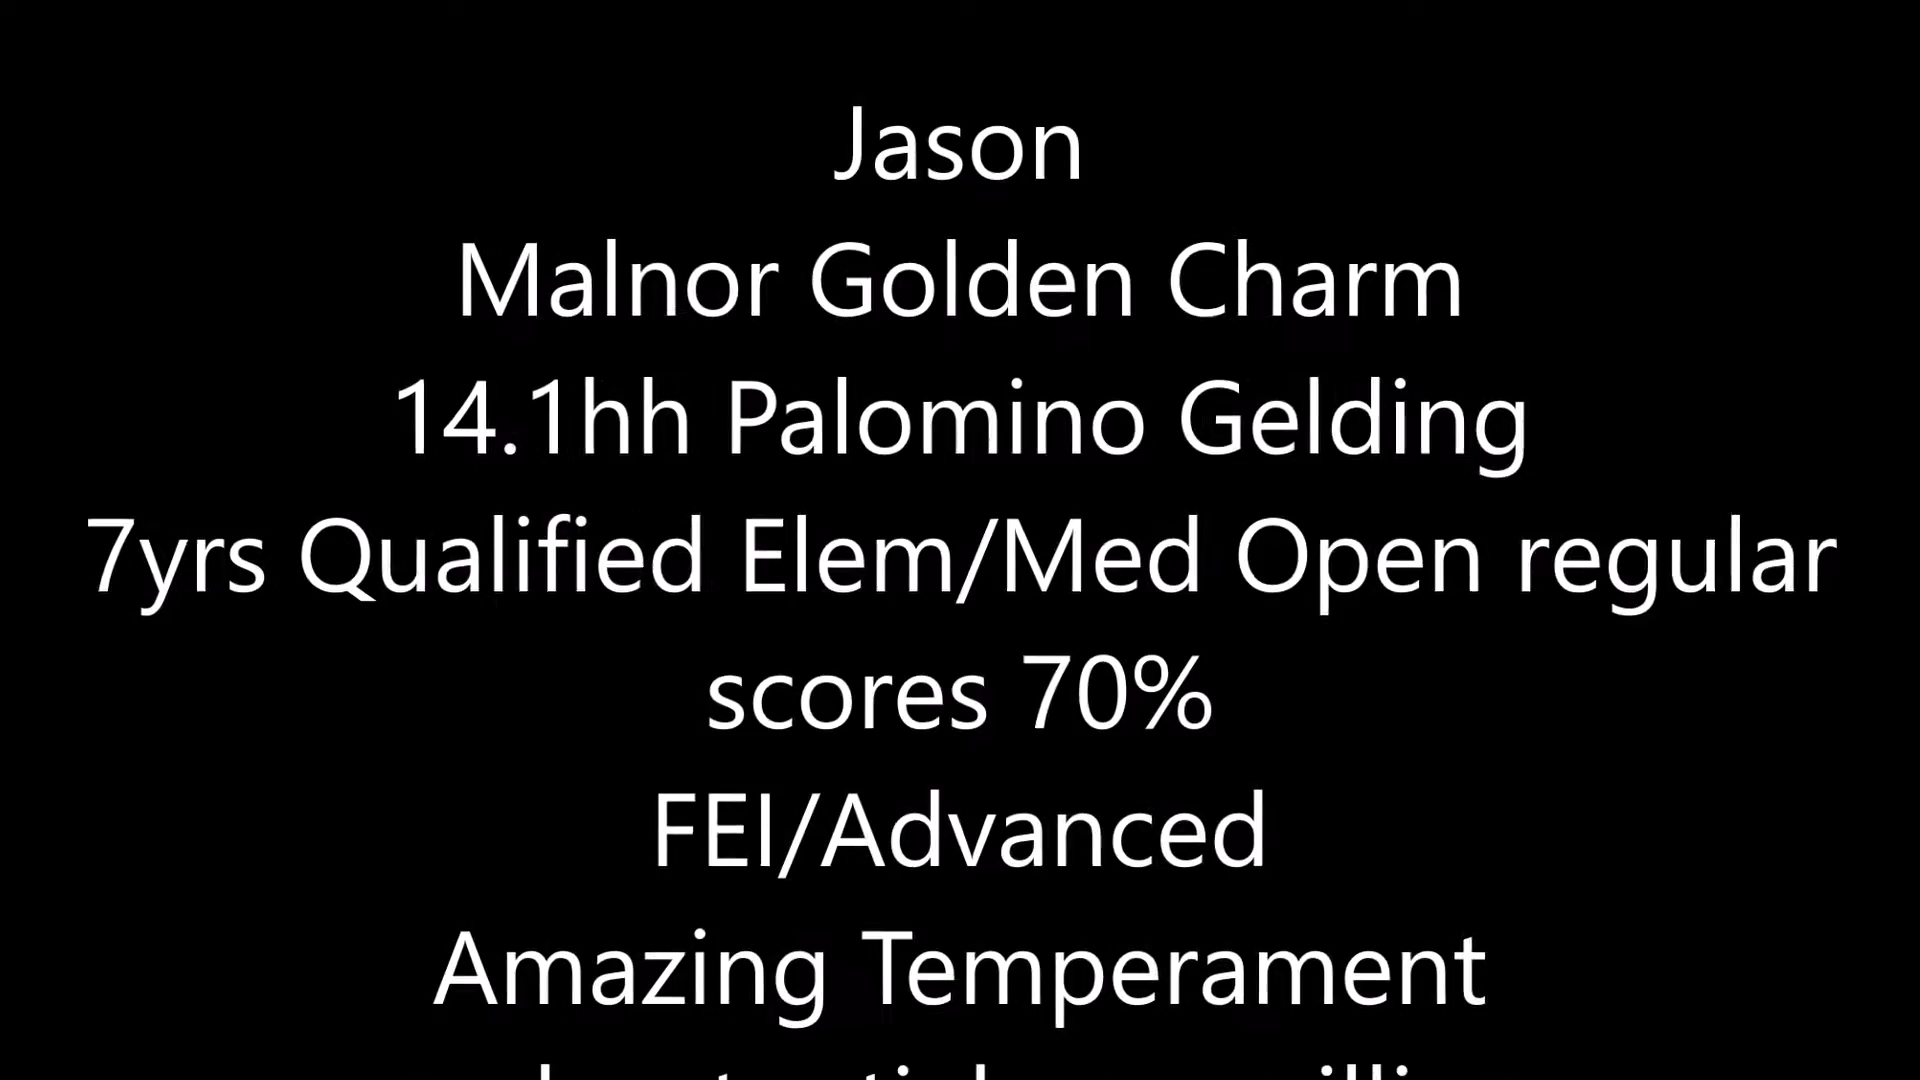 Jason
Malnor Golden Charm
14.1hh Palomino Gelding
7yrs Qualified Elem/Med Open regular
scores 70%
FEI/Advanced
Amazing Temperament